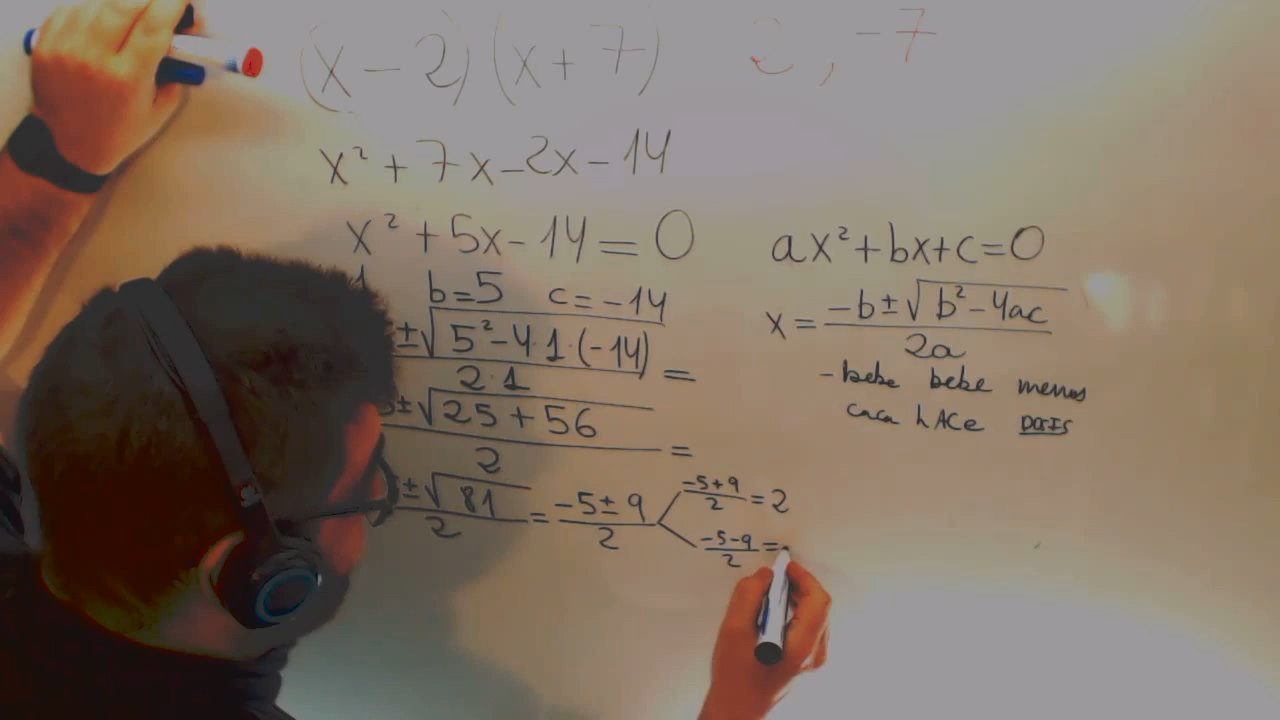 (x-2)(x+7) 2,-7
x²+7x-2x-14
x²+5x-14=0
b=5 c=-14
±√5²-4·1·(-14)
2·1 =
±√25+56
2 =
±√81
2 = -5±9
2
-5+9
2 =2
-5-9
2 =
ax²+bx+c=0
x= -b±√b²-4ac
2a
- bebe bebe menos
caca hACe